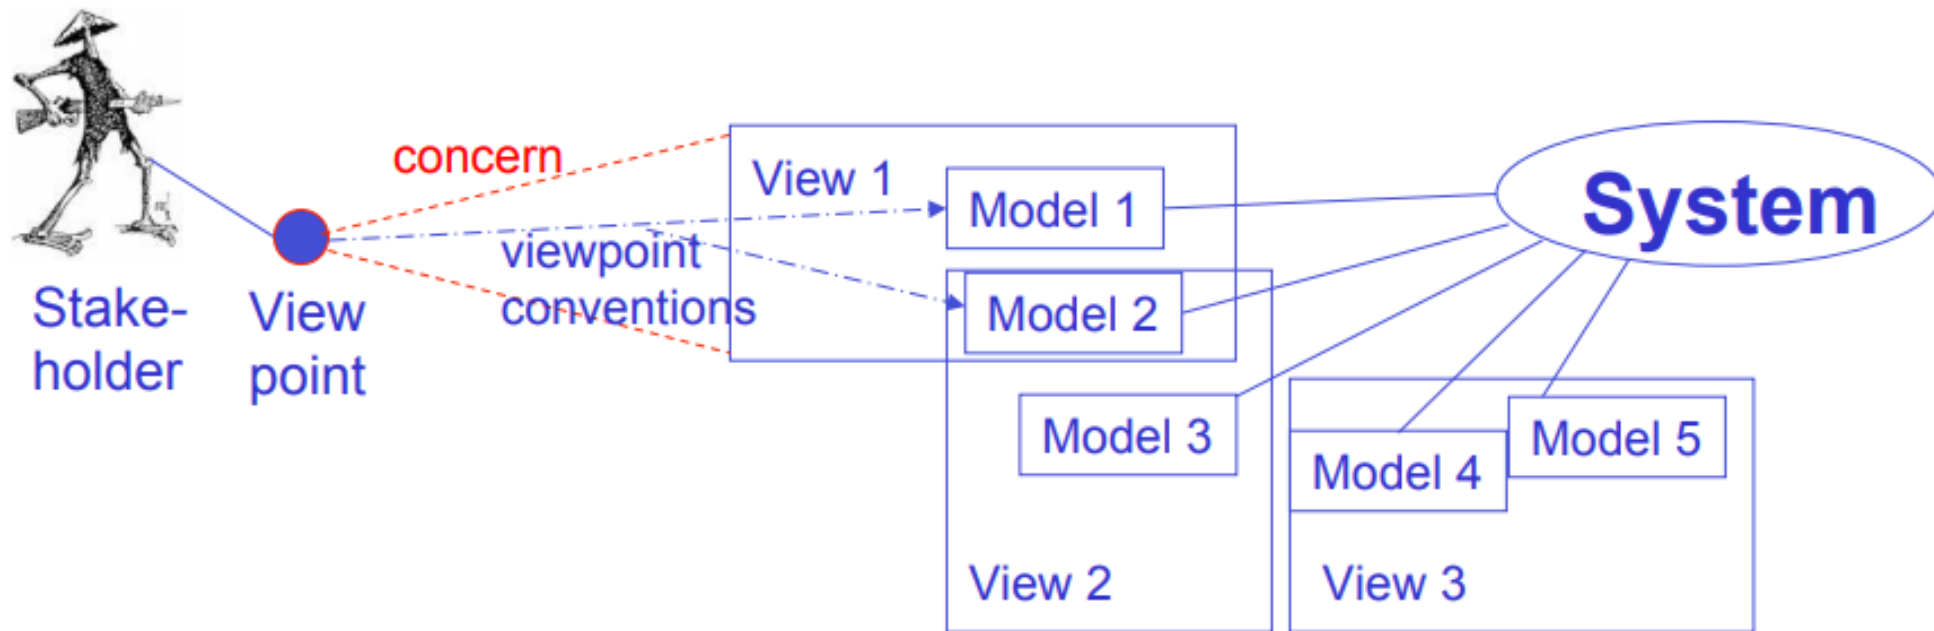 Stake-
holder
View
point
concern
viewpoint
conventions
View 1
Model 1
Model 2
Model 3
View 2
Model 4
Model 5
View 3
System